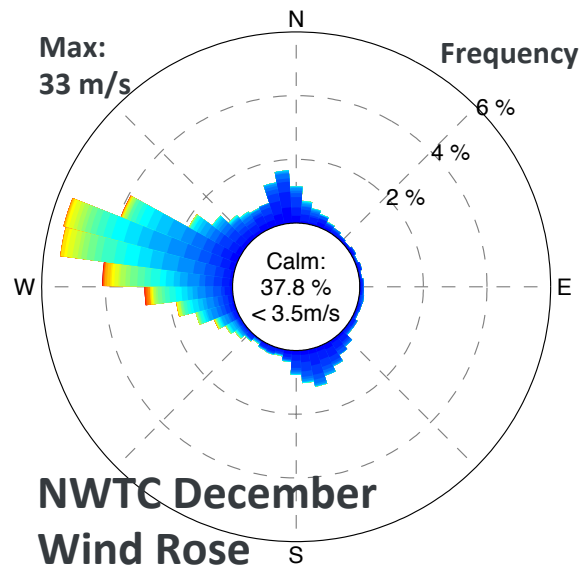 N
Max:
33 m/s
Frequency
6 %
4 %
2 %
Calm:
37.8 %
< 3.5m/s
W
E
NWTC December
Wind Rose
S